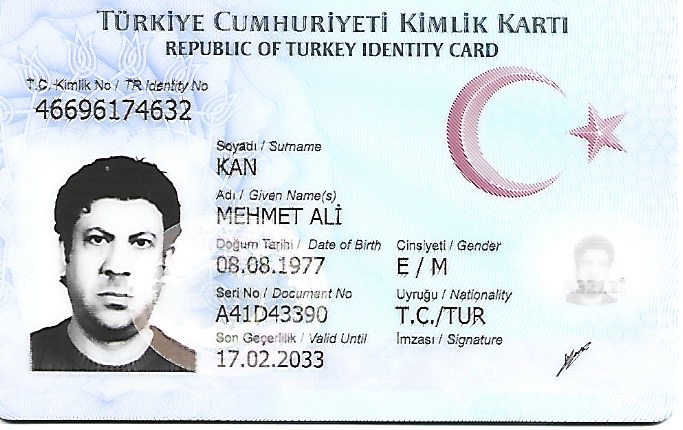 TÜRKİYE CUMHURİYETİ KİMLİK KARTI
REPUBLIC OF TURKEY IDENTITY CARD
T.C. Kimlik No / TR Identity No
46696174632
Soyadı / Surname
KAN
Adı / Given Name(s)
MEHMET ALİ
Doğum Tarihi / Date of Birth Cinsiyeti / Gender
08.08.1977 E / M
Seri No / Document No Uyruğu / Nationality
A41D43390 T.C./TUR
Son Geçerlilik / Valid Until İmzası / Signature
17.02.2033